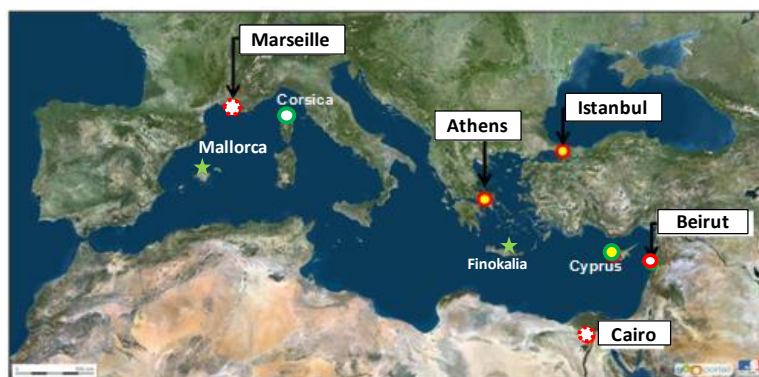 Marseille
Corsica
Istanbul
Athens
Mallorca
Beirut
Finokalia
Cyprus
Cairo